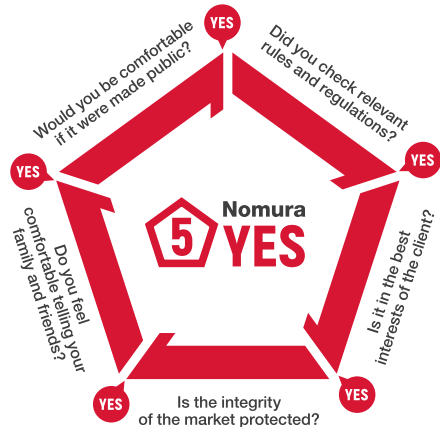 YES
Did you check relevant
rules and regulations?
YES
Is it in the best
interests of the client?
YES
Is the integrity
of the market protected?
YES
Do you feel
comfortable telling your
family and friends?
YES
Would you be comfortable
if it were made public?
5
Nomura
YES